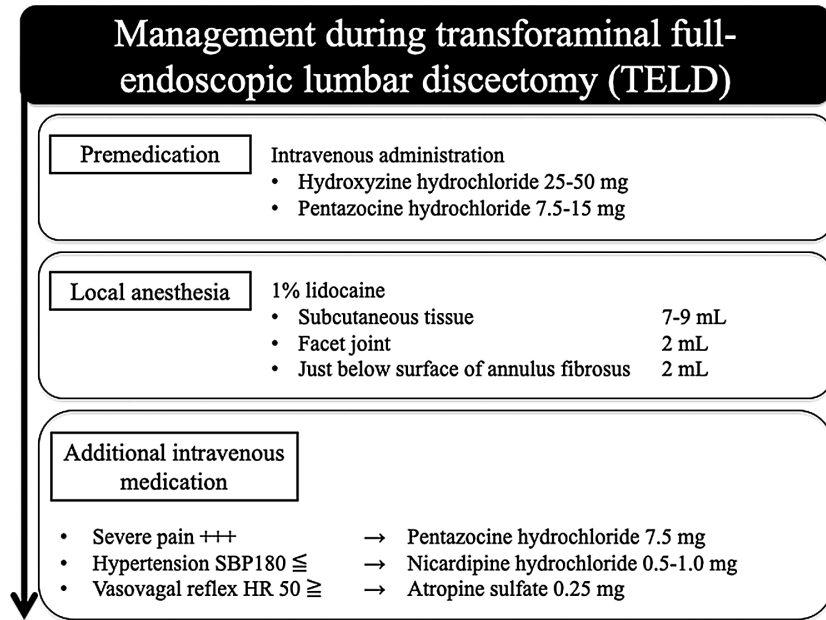 Management during transforaminal full-
endoscopic lumbar discectomy (TELD)
Premedication
Intravenous administration
• Hydroxyzine hydrochloride 25-50 mg
• Pentazocine hydrochloride 7.5-15 mg
Local anesthesia
1% lidocaine
• Subcutaneous tissue 7-9 mL
• Facet joint 2 mL
• Just below surface of annulus fibrosus 2 mL
Additional intravenous
medication
• Severe pain +++ → Pentazocine hydrochloride 7.5 mg
• Hypertension SBP180 ≦ → Nicardipine hydrochloride 0.5-1.0 mg
• Vasovagal reflex HR 50 ≧ → Atropine sulfate 0.25 mg